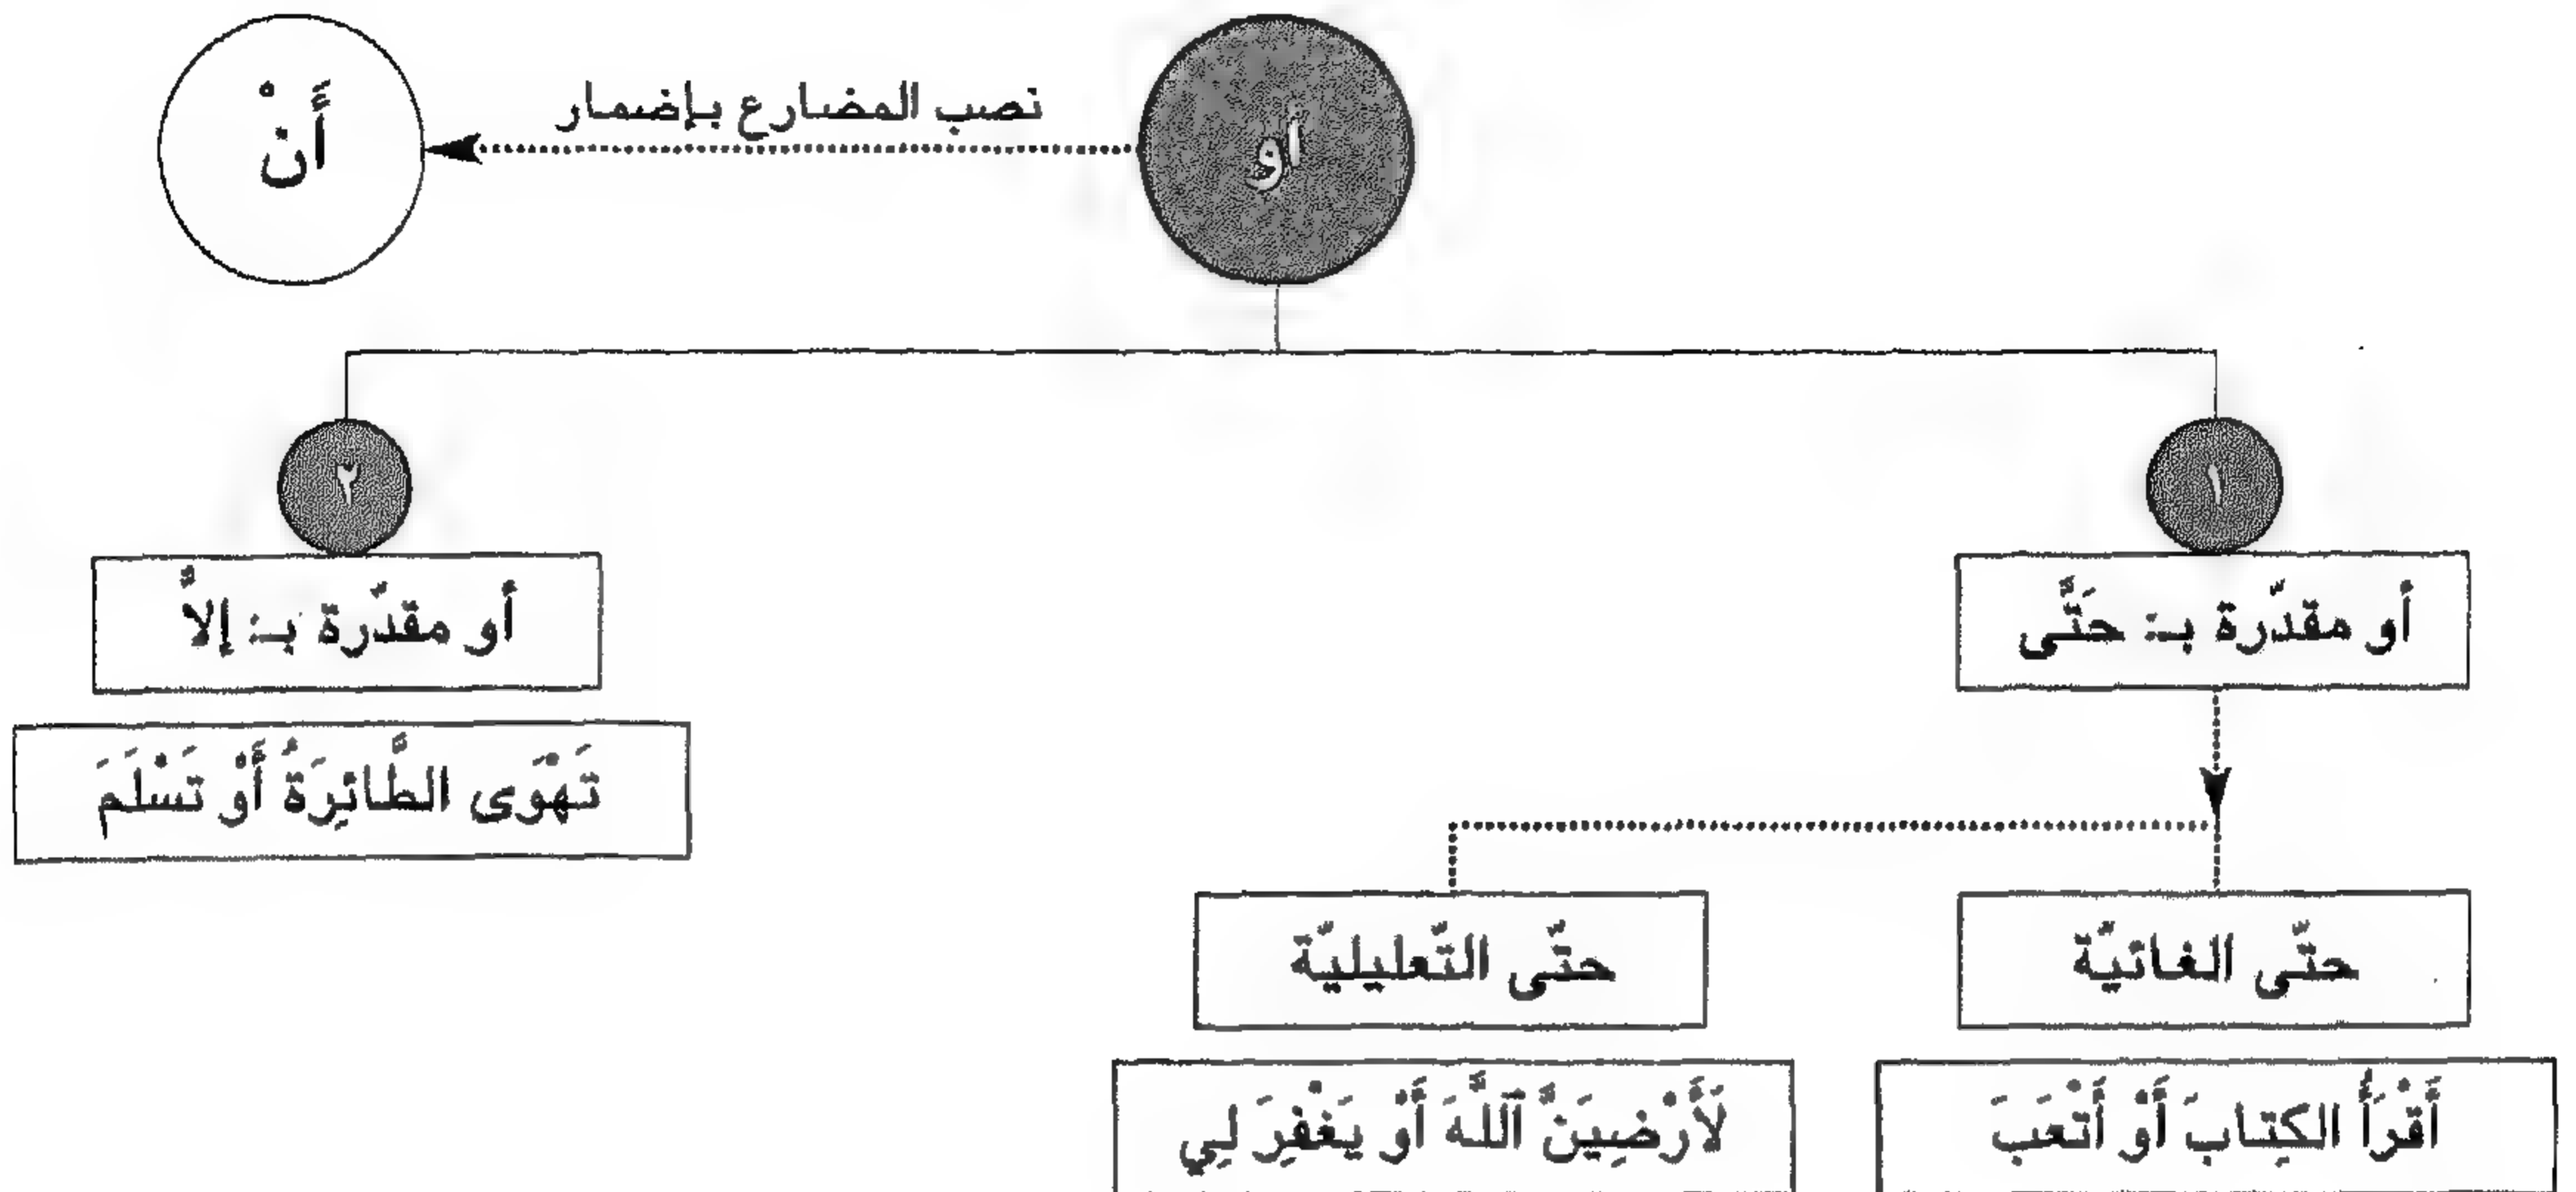 أو
نصب المضارع بإضمار
أَنْ
١
أو مقدّرة بـ: حَتَّى
حتّى الغائيّة
أَقْرَأُ الكِتابَ أَوْ أَتْعَبَ
حتّى التّعليليّة
لَأُرْضِيَنَّ ٱللَّهَ أَوْ يَغْفِرَ لِي
٢
أو مقدّرة بـ: إلاَّ
تَهْوَى الطَّائِرَةُ أَوْ تَسْلَمَ